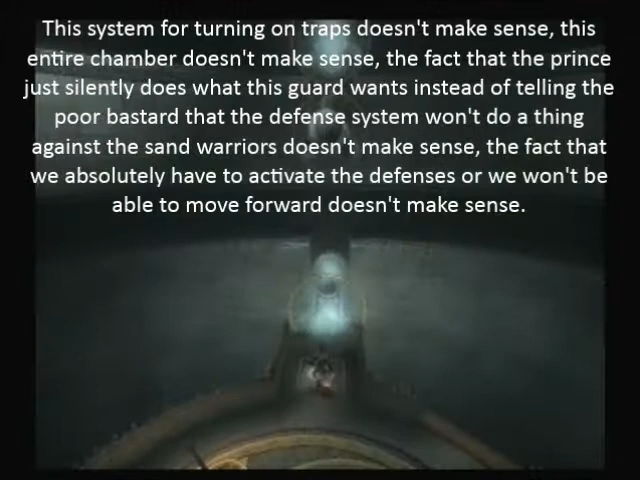 This system for turning on traps doesn't make sense, this
entire chamber doesn't make sense, the fact that the prince
just silently does what this guard wants instead of telling the
poor bastard that the defense system won't do a thing
against the sand warriors doesn't make sense, the fact that
we absolutely have to activate the defenses or we won't be
able to move forward doesn't make sense.